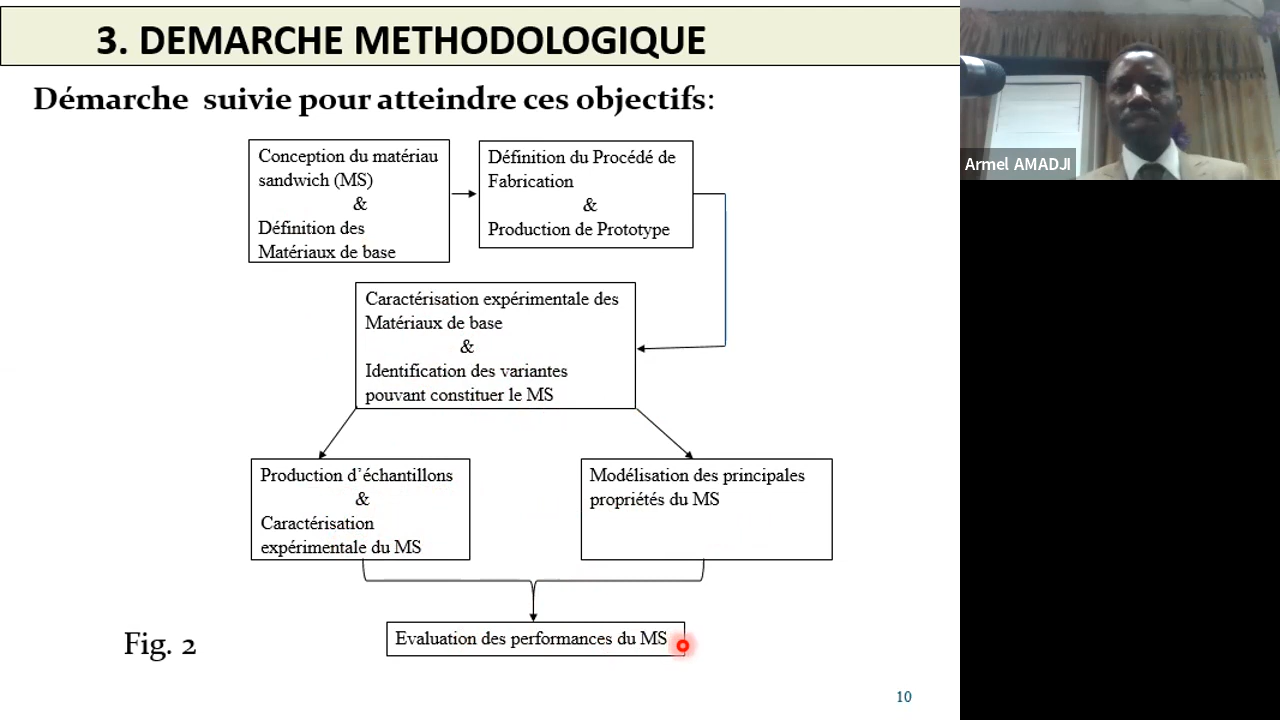 3. DEMARCHE METHODOLOGIQUE
Démarche suivie pour atteindre ces objectifs:
Conception du matériau
sandwich (MS)
&
Définition des
Matériaux de base
Définition du Procédé de
Fabrication
&
Production de Prototype
Caractérisation expérimentale des
Matériaux de base
&
Identification des variantes
pouvant constituer le MS
Production d’échantillons
&
Caractérisation
expérimentale du MS
Modélisation des principales
propriétés du MS
Evaluation des performances du MS
Fig. 2
10
Armel AMADJI